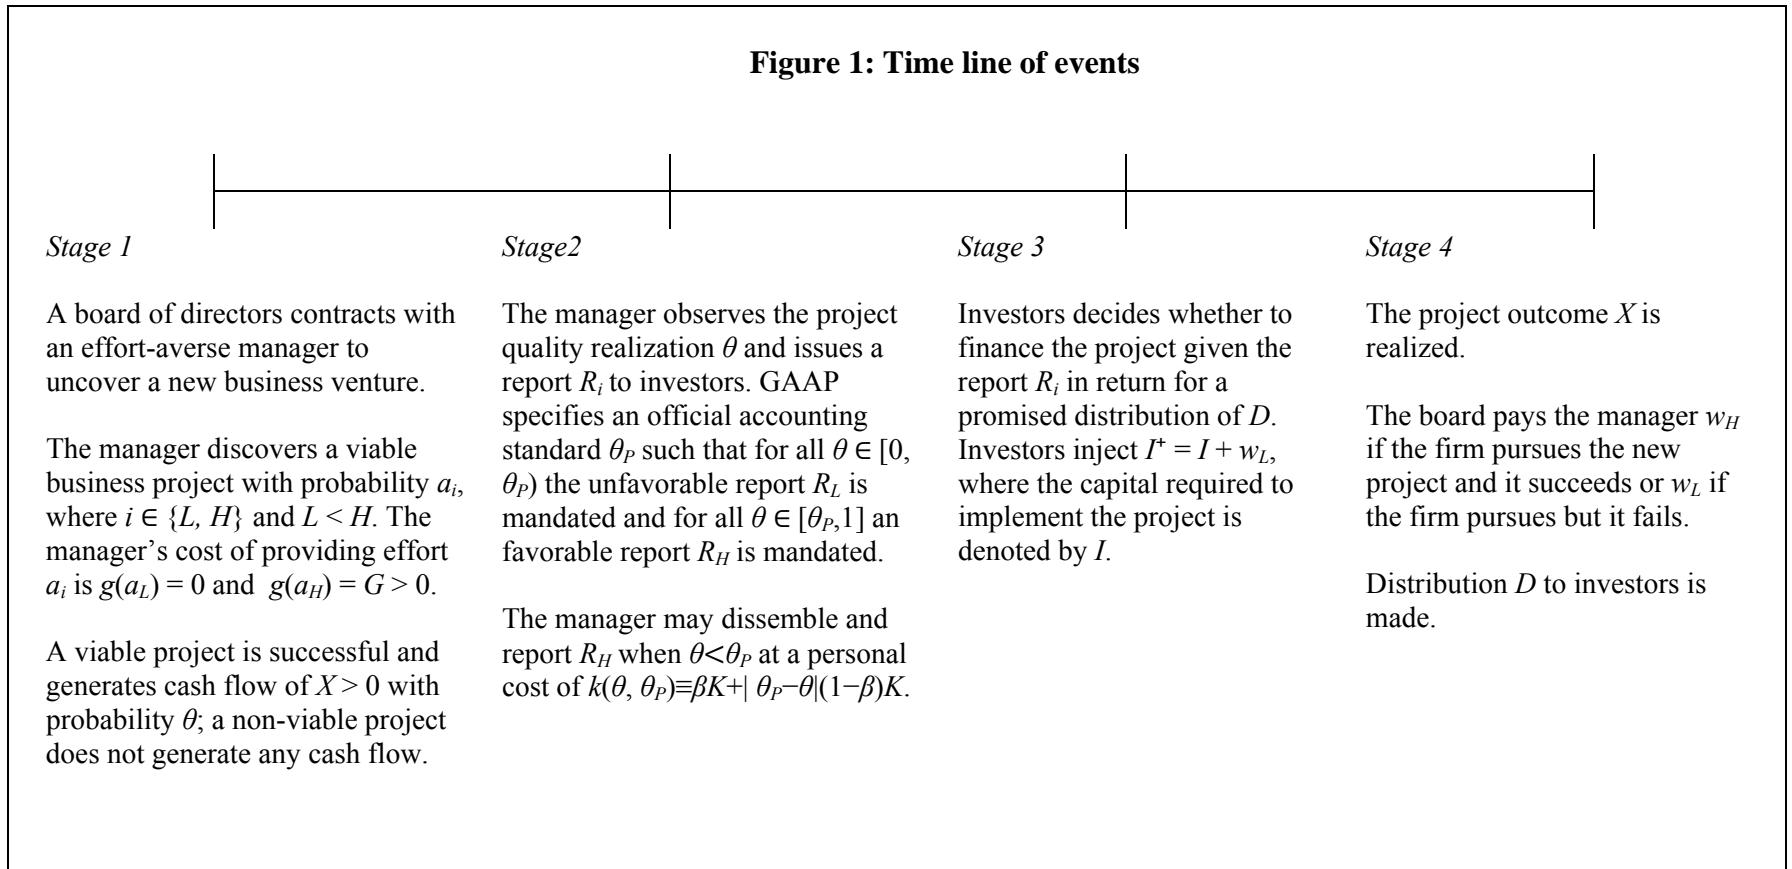 Figure 1: Time line of events
Stage 1
A board of directors contracts with
an effort-averse manager to
uncover a new business venture.
The manager discovers a viable
business project with probability aᵢ,
where i ∈ {L, H} and L < H. The
manager’s cost of providing effort
aᵢ is g(a_L) = 0 and g(a_H) = G > 0.
A viable project is successful and
generates cash flow of X > 0 with
probability θ; a non-viable project
does not generate any cash flow.
Stage2
The manager observes the project
quality realization θ and issues a
report Rᵢ to investors. GAAP
specifies an official accounting
standard θ_P such that for all θ ∈ [0,
θ_P) the unfavorable report R_L is
mandated and for all θ ∈ [θ_P,1] an
favorable report R_H is mandated.
The manager may dissemble and
report R_H when θ<θ_P at a personal
cost of k(θ, θ_P)≡βK+| θ_P−θ|(1−β)K.
Stage 3
Investors decides whether to
finance the project given the
report Rᵢ in return for a
promised distribution of D.
Investors inject I⁺ = I + w_L,
where the capital required to
implement the project is
denoted by I.
Stage 4
The project outcome X is
realized.
The board pays the manager w_H
if the firm pursues the new
project and it succeeds or w_L if
the firm pursues but it fails.
Distribution D to investors is
made.